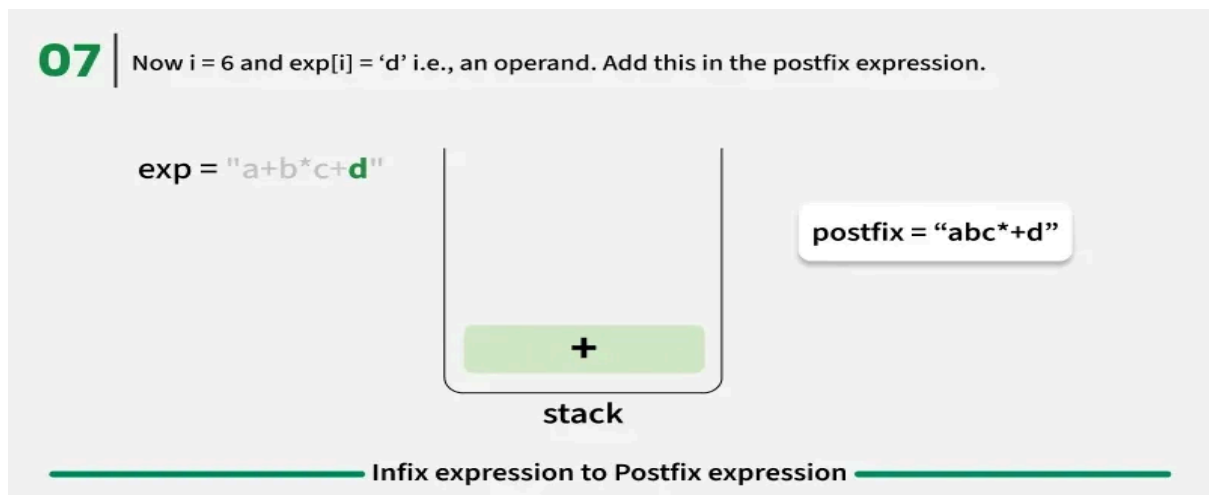 07
Now i = 6 and exp[i] = ‘d’ i.e., an operand. Add this in the postfix expression.
exp = "a+b*c+d"
postfix = “abc*+d”
+
stack
Infix expression to Postfix expression